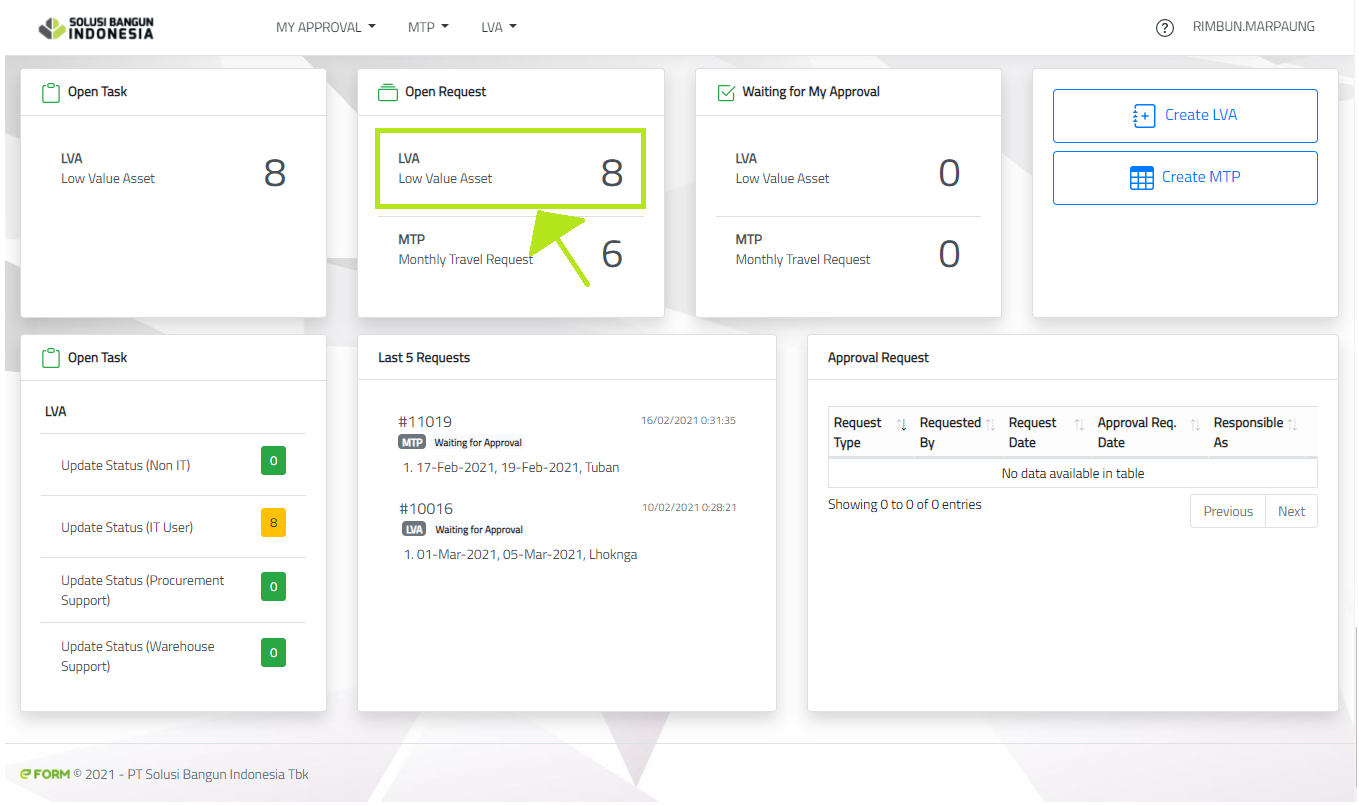 SOLUSI BANGUN
INDONESIA
MY APPROVAL
MTP
LVA
?
RIMBUN.MARPAUNG
Open Task
LVA
Low Value Asset
8
Open Request
LVA
Low Value Asset
8
MTP
Monthly Travel Request
6
Waiting for My Approval
LVA
Low Value Asset
0
MTP
Monthly Travel Request
0
Create LVA
Create MTP
Open Task
LVA
Update Status (Non IT)
0
Update Status (IT User)
8
Update Status (Procurement
Support)
0
Update Status (Warehouse
Support)
0
Last 5 Requests
#11019
16/02/2021 0:31:35
MTP Waiting for Approval
1. 17-Feb-2021, 19-Feb-2021, Tuban
#10016
10/02/2021 0:28:21
LVA Waiting for Approval
1. 01-Mar-2021, 05-Mar-2021, Lhoknga
Approval Request
Request
Type
Requested
By
Request
Date
Approval Req.
Date
Responsible
As
No data available in table
Showing 0 to 0 of 0 entries
Previous
Next
eFORM © 2021 - PT Solusi Bangun Indonesia Tbk